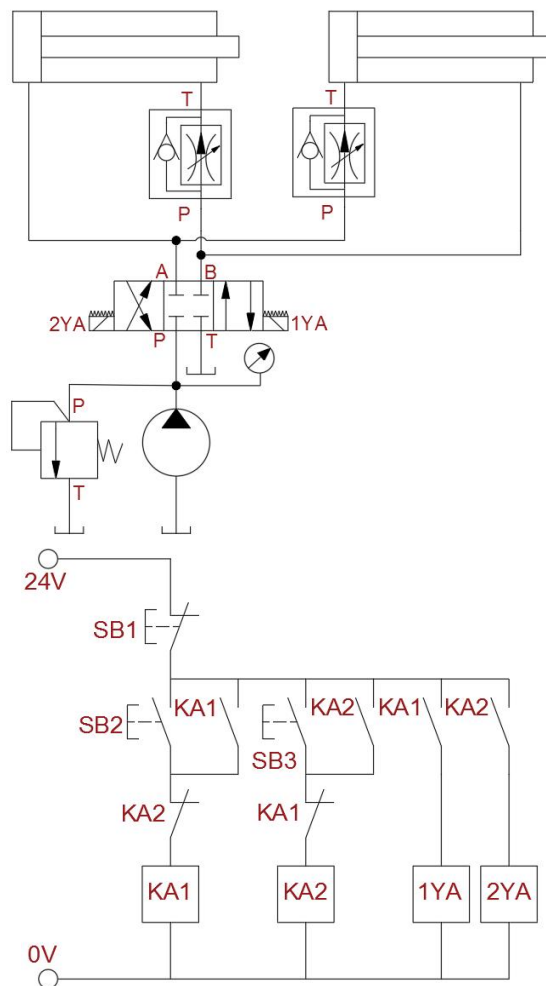 T
T
P
P
A B
2YA P T 1YA
P
T
24V
SB1
SB2 KA1 SB3 KA2 KA1 KA2
KA2 KA1
KA1 KA2 1YA 2YA
0V